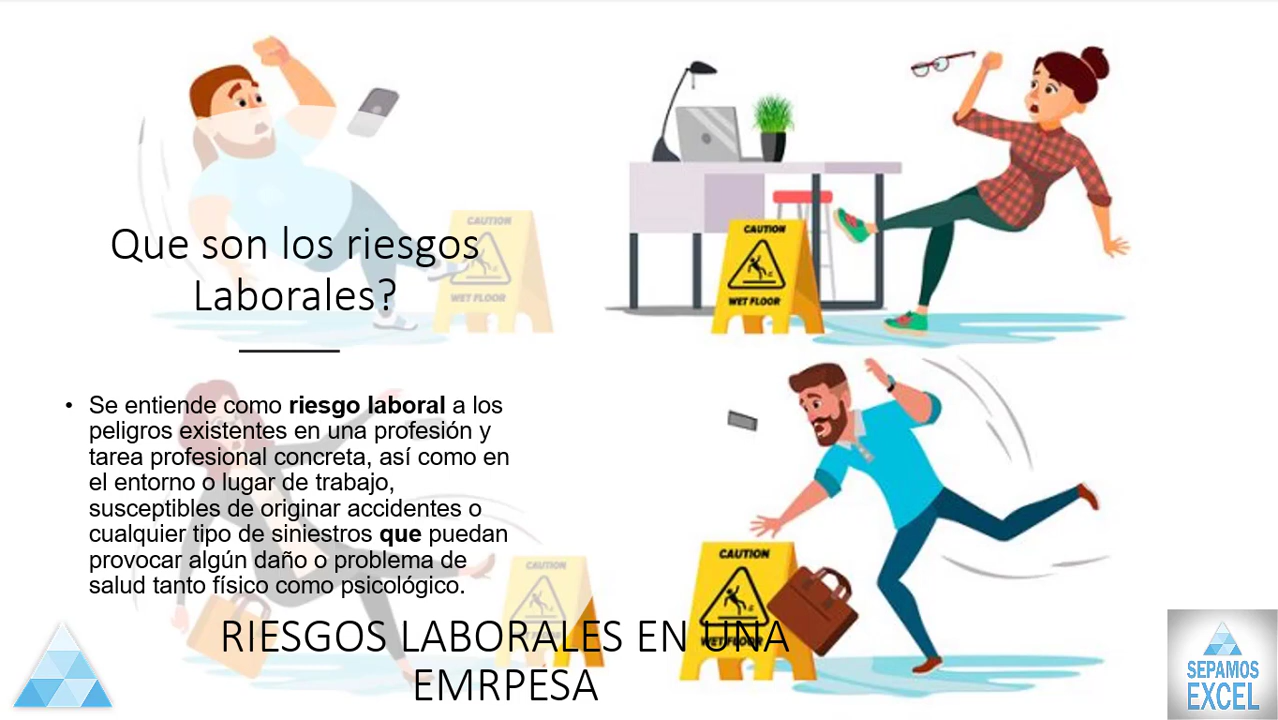 Que son los riesgos
Laborales?
• Se entiende como riesgo laboral a los
peligros existentes en una profesión y
tarea profesional concreta, así como en
el entorno o lugar de trabajo,
susceptibles de originar accidentes o
cualquier tipo de siniestros que puedan
provocar algún daño o problema de
salud tanto físico como psicológico.
RIESGOS LABORALES EN UNA
EMRPESA
CAUTION
WET FLOOR
CAUTION
WET FLOOR
CAUTION
CAUTION
WET FLOOR
SEPAMOS
EXCEL